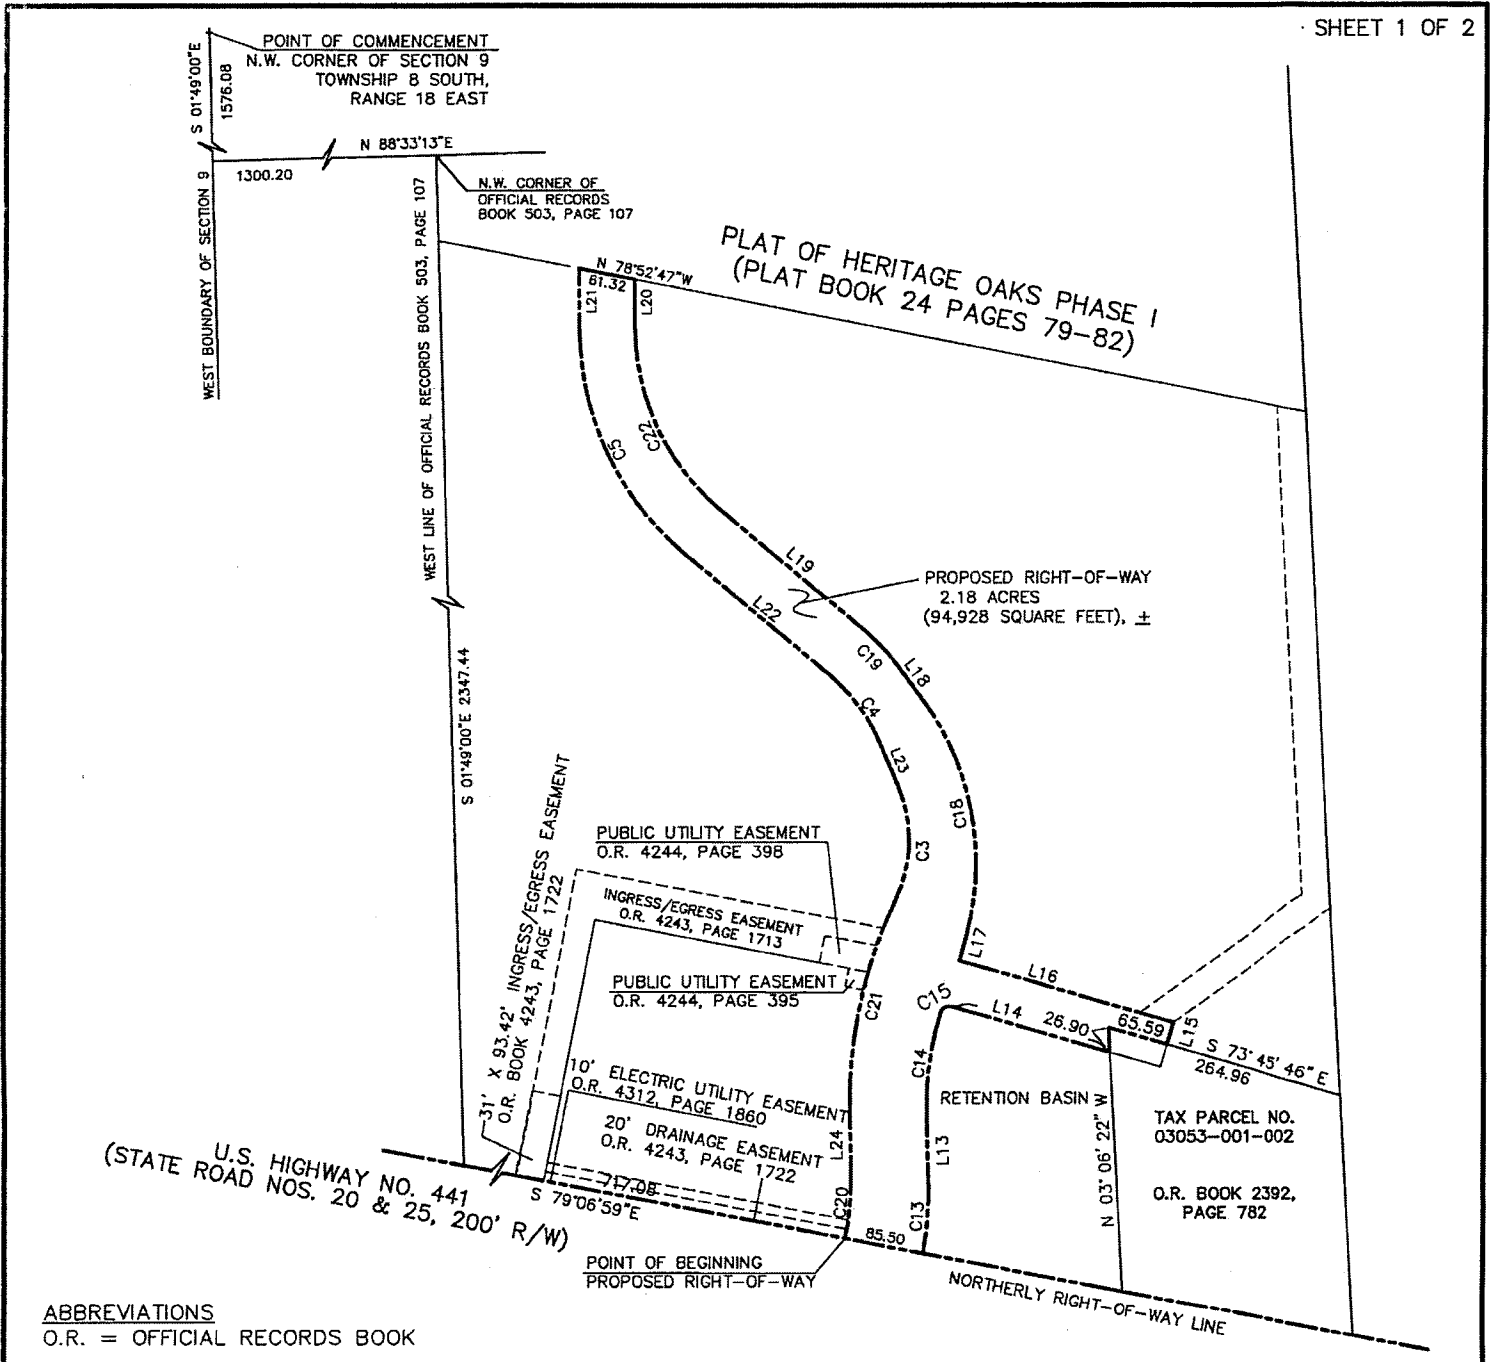 SHEET 1 OF 2
POINT OF COMMENCEMENT
N.W. CORNER OF SECTION 9
TOWNSHIP 8 SOUTH,
RANGE 18 EAST
S 01°49'00"E
1576.08
N 88°33'13"E
1300.20
N.W. CORNER OF
OFFICIAL RECORDS
BOOK 503, PAGE 107
WEST BOUNDARY OF SECTION 9
WEST LINE OF OFFICIAL RECORDS BOOK 503, PAGE 107
S 01°49'00"E 2347.44
PLAT OF HERITAGE OAKS PHASE I
(PLAT BOOK 24 PAGES 79-82)
N 78°52'47"W
61.32
L21
L20
C5
C22
L19
L22
PROPOSED RIGHT-OF-WAY
2.18 ACRES
(94,928 SQUARE FEET), ±
C19
L18
C4
L23
C18
C3
PUBLIC UTILITY EASEMENT
O.R. 4244, PAGE 398
INGRESS/EGRESS EASEMENT
O.R. 4243, PAGE 1713
PUBLIC UTILITY EASEMENT
O.R. 4244, PAGE 395
31' X 93.42' INGRESS/EGRESS EASEMENT
O.R. BOOK 4243, PAGE 1722
L17
L16
C21
C15
L14
26.90
65.59
L15
S 73°45'46"E
264.96
C14
RETENTION BASIN
10' ELECTRIC UTILITY EASEMENT
O.R. 4312, PAGE 1860
20' DRAINAGE EASEMENT
O.R. 4243, PAGE 1722
L24
L13
N 03°06'22" W
TAX PARCEL NO.
03053-001-002
O.R. BOOK 2392,
PAGE 782
U.S. HIGHWAY NO. 441
(STATE ROAD NOS. 20 & 25, 200' R/W)
717.08
S 79°06'59"E
C20
C13
85.50
POINT OF BEGINNING
PROPOSED RIGHT-OF-WAY
NORTHERLY RIGHT-OF-WAY LINE
ABBREVIATIONS
O.R. = OFFICIAL RECORDS BOOK